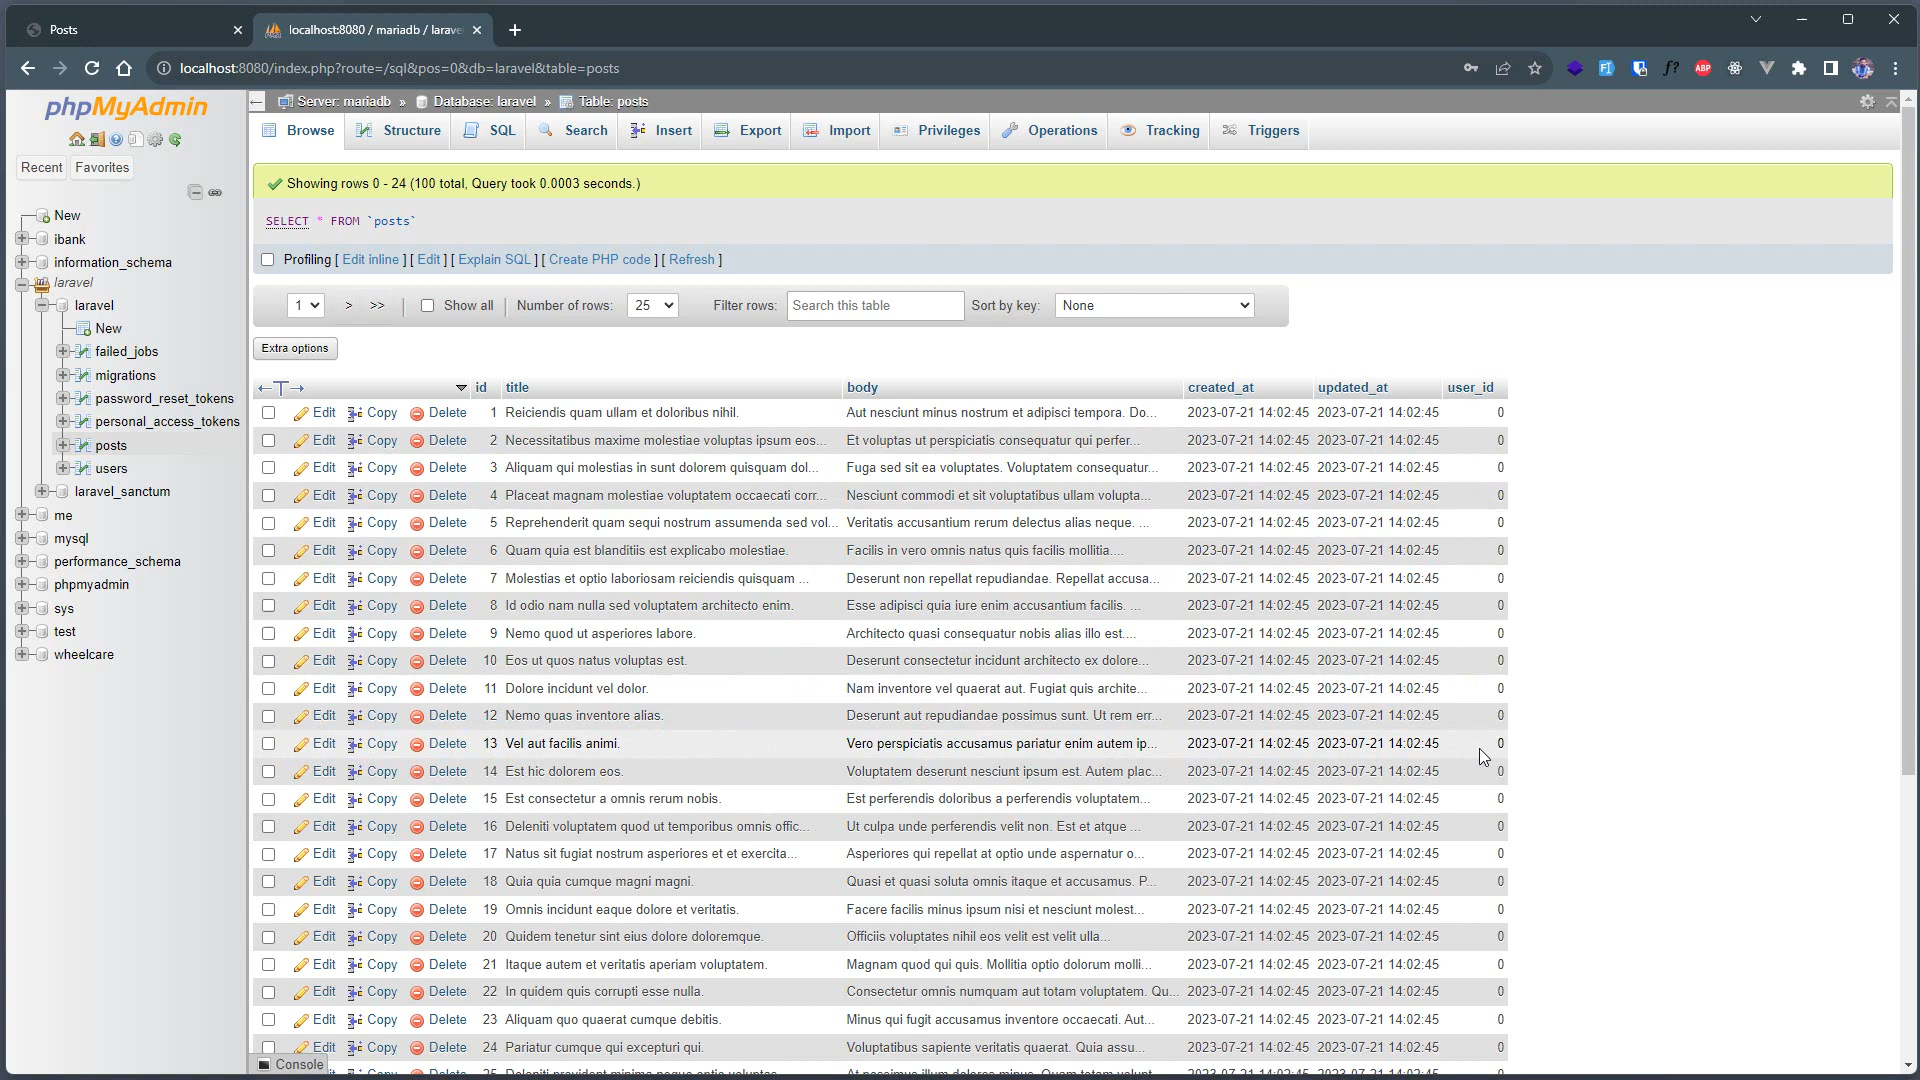 Posts
localhost:8080 / mariadb / larave
localhost:8080/index.php?route=/sql&pos=0&db=laravel&table=posts
phpMyAdmin
Recent
Favorites
New
ibank
information_schema
laravel
laravel
New
failed_jobs
migrations
password_reset_tokens
personal_access_tokens
posts
users
laravel_sanctum
me
mysql
performance_schema
phpmyadmin
sys
test
wheelcare
Server: mariadb » Database: laravel » Table: posts
Browse Structure SQL Search Insert Export Import Privileges Operations Tracking Triggers
Showing rows 0 - 24 (100 total, Query took 0.0003 seconds.)
SELECT * FROM `posts`
Profiling [ Edit inline ] [ Edit ] [ Explain SQL ] [ Create PHP code ] [ Refresh ]
1 > >> Show all Number of rows: 25 Filter rows: Search this table Sort by key: None
Extra options
id title body created_at updated_at user_id
Edit Copy Delete 1 Reiciendis quam ullam et doloribus nihil. Aut nesciunt minus nostrum et adipisci tempora. Do... 2023-07-21 14:02:45 2023-07-21 14:02:45 0
Edit Copy Delete 2 Necessitatibus maxime molestiae voluptas ipsum eos... Et voluptas ut perspiciatis consequatur qui perfer... 2023-07-21 14:02:45 2023-07-21 14:02:45 0
Edit Copy Delete 3 Aliquam qui molestias in sunt dolorem quisquam dol... Fuga sed sit ea voluptates. Voluptatem consequatur... 2023-07-21 14:02:45 2023-07-21 14:02:45 0
Edit Copy Delete 4 Placeat magnam molestiae voluptatem occaecati corr... Nesciunt commodi et sit voluptatibus ullam volupta... 2023-07-21 14:02:45 2023-07-21 14:02:45 0
Edit Copy Delete 5 Reprehenderit quam sequi nostrum assumenda sed vol... Veritatis accusantium rerum delectus alias neque. ... 2023-07-21 14:02:45 2023-07-21 14:02:45 0
Edit Copy Delete 6 Quam quia est blanditiis est explicabo molestiae. Facilis in vero omnis natus quis facilis mollitia.... 2023-07-21 14:02:45 2023-07-21 14:02:45 0
Edit Copy Delete 7 Molestias et optio laboriosam reiciendis quisquam ... Deserunt non repellat repudiandae. Repellat accusa... 2023-07-21 14:02:45 2023-07-21 14:02:45 0
Edit Copy Delete 8 Id odio nam nulla sed voluptatem architecto enim. Esse adipisci quia iure enim accusantium facilis. ... 2023-07-21 14:02:45 2023-07-21 14:02:45 0
Edit Copy Delete 9 Nemo quod ut asperiores labore. Architecto quasi consequatur nobis alias illo est.... 2023-07-21 14:02:45 2023-07-21 14:02:45 0
Edit Copy Delete 10 Eos ut quos natus voluptas est. Deserunt consectetur incidunt architecto ex dolore... 2023-07-21 14:02:45 2023-07-21 14:02:45 0
Edit Copy Delete 11 Dolore incidunt vel dolor. Nam inventore vel quaerat aut. Fugiat quis archite... 2023-07-21 14:02:45 2023-07-21 14:02:45 0
Edit Copy Delete 12 Nemo quas inventore alias. Deserunt aut repudiandae possimus sunt. Ut rem err... 2023-07-21 14:02:45 2023-07-21 14:02:45 0
Edit Copy Delete 13 Vel aut facilis animi. Vero perspiciatis accusamus pariatur enim autem ip... 2023-07-21 14:02:45 2023-07-21 14:02:45 0
Edit Copy Delete 14 Est hic dolorem eos. Voluptatem deserunt nesciunt ipsum est. Autem plac... 2023-07-21 14:02:45 2023-07-21 14:02:45 0
Edit Copy Delete 15 Est consectetur a omnis rerum nobis. Est perferendis doloribus a perferendis voluptatem... 2023-07-21 14:02:45 2023-07-21 14:02:45 0
Edit Copy Delete 16 Deleniti voluptatem quod ut temporibus omnis offic... Ut culpa unde perferendis velit non. Est et atque ... 2023-07-21 14:02:45 2023-07-21 14:02:45 0
Edit Copy Delete 17 Natus sit fugiat nostrum asperiores et et exercita... Asperiores qui repellat at optio unde aspernatur o... 2023-07-21 14:02:45 2023-07-21 14:02:45 0
Edit Copy Delete 18 Quia quia cumque magni magni. Quasi et quasi soluta omnis itaque et accusamus. P... 2023-07-21 14:02:45 2023-07-21 14:02:45 0
Edit Copy Delete 19 Omnis incidunt eaque dolore et veritatis. Facere facilis minus ipsum nisi et nesciunt molest... 2023-07-21 14:02:45 2023-07-21 14:02:45 0
Edit Copy Delete 20 Quidem tenetur sint eius dolore doloremque. Officiis voluptates nihil eos velit est velit ulla... 2023-07-21 14:02:45 2023-07-21 14:02:45 0
Edit Copy Delete 21 Itaque autem et veritatis aperiam voluptatem. Magnam quod qui quis. Mollitia optio dolorum molli... 2023-07-21 14:02:45 2023-07-21 14:02:45 0
Edit Copy Delete 22 In quidem quis corrupti esse nulla. Consectetur omnis numquam aut totam voluptatem. Qu... 2023-07-21 14:02:45 2023-07-21 14:02:45 0
Edit Copy Delete 23 Aliquam quo quaerat cumque debitis. Minus qui fugit accusamus inventore occaecati. Aut... 2023-07-21 14:02:45 2023-07-21 14:02:45 0
Edit Copy Delete 24 Pariatur cumque qui excepturi qui. Voluptatibus sapiente veritatis quaerat. Quia assu... 2023-07-21 14:02:45 2023-07-21 14:02:45 0
Console